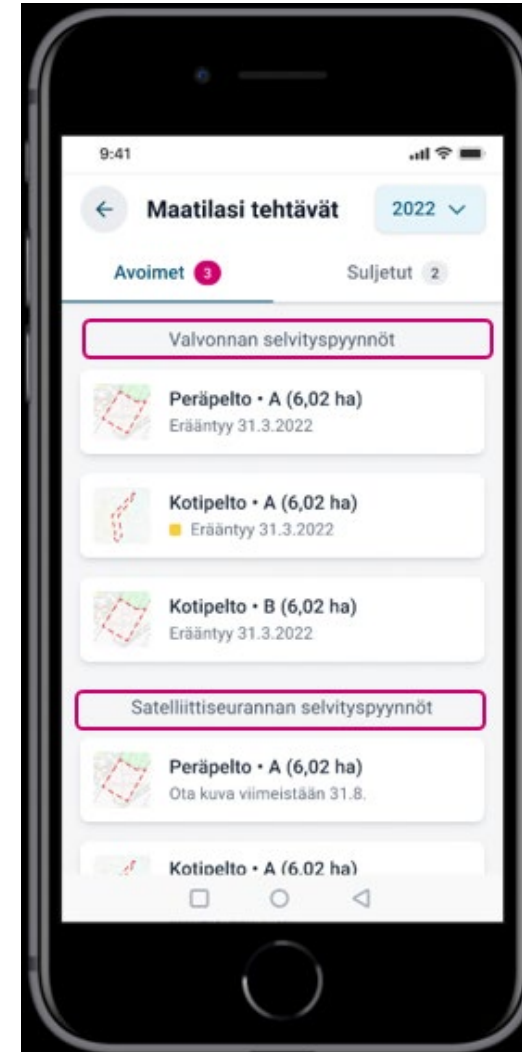 9:41
Maatilasi tehtävät
2022
Avoimet 3
Suljetut 2
Valvonnan selvityspyynnöt
Peräpelto • A (6,02 ha)
Erääntyy 31.3.2022
Kotipelto • A (6,02 ha)
Erääntyy 31.3.2022
Kotipelto • B (6,02 ha)
Erääntyy 31.3.2022
Satelliittiseurannan selvityspyynnöt
Peräpelto • A (6,02 ha)
Ota kuva viimeistään 31.8.
Kotipelto • A (6,02 ha)